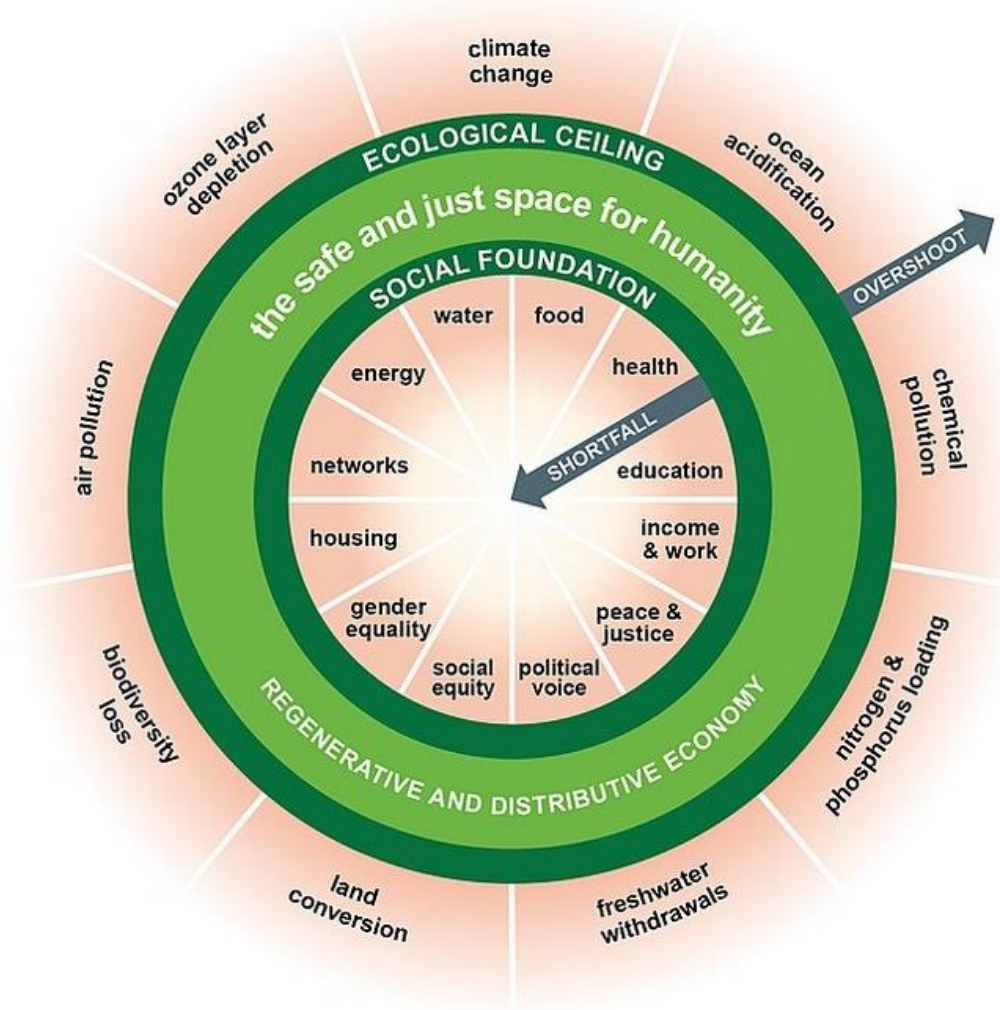 climate
change
ocean
acidification
chemical
pollution
nitrogen &
phosphorus loading
freshwater
withdrawals
land
conversion
biodiversity
loss
air pollution
ozone layer
depletion
OVERSHOOT
ECOLOGICAL CEILING
the safe and just space for humanity
SOCIAL FOUNDATION
water
food
health
SHORTFALL
education
income
& work
peace &
justice
political
voice
social
equity
gender
equality
housing
networks
energy
REGENERATIVE AND DISTRIBUTIVE ECONOMY